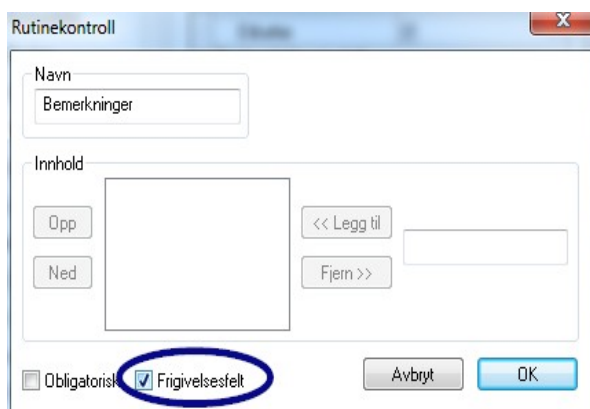 Rutinekontroll
X
Navn
Bemerkninger
Innhold
Opp
<< Legg til
Ned
Fjern >>
Obligatorisk Frigivelsesfelt Avbryt OK